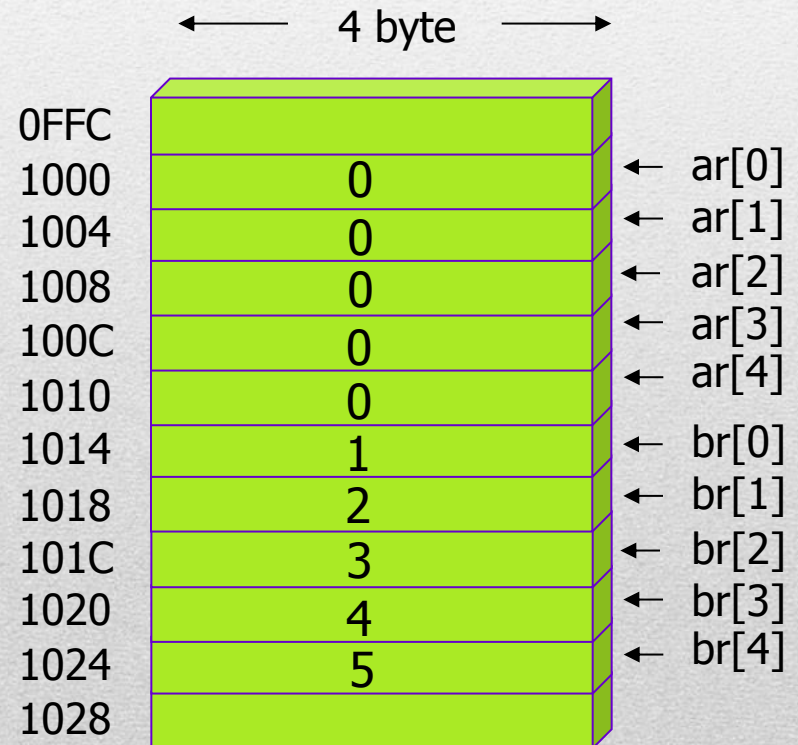 4 byte
0FFC
1000 0 ar[0]
1004 0 ar[1]
1008 0 ar[2]
100C 0 ar[3]
1010 0 ar[4]
1014 1 br[0]
1018 2 br[1]
101C 3 br[2]
1020 4 br[3]
1024 5 br[4]
1028